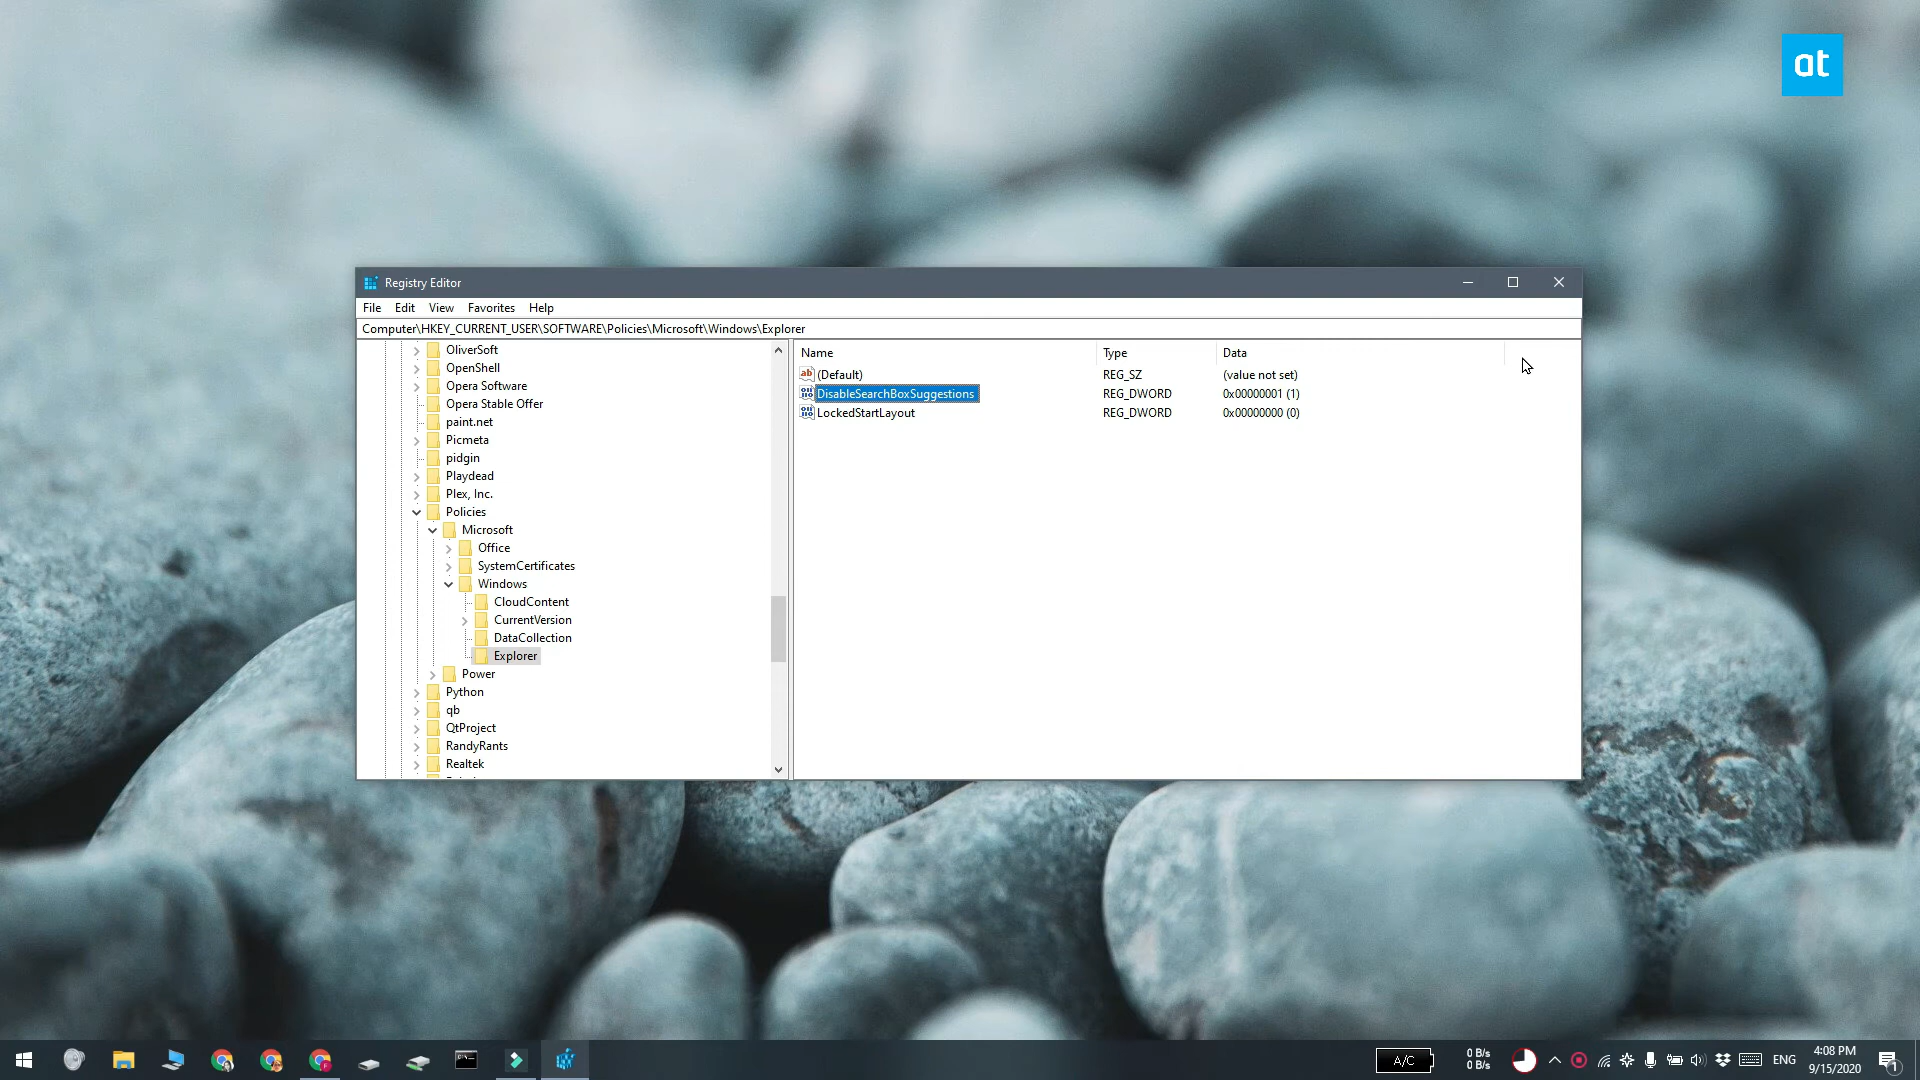 at
Registry Editor
File Edit View Favorites Help
Computer\HKEY_CURRENT_USER\SOFTWARE\Policies\Microsoft\Windows\Explorer
OliverSoft
OpenShell
Opera Software
Opera Stable Offer
paint.net
Picmeta
pidgin
Playdead
Plex, Inc.
Policies
Microsoft
Office
SystemCertificates
Windows
CloudContent
CurrentVersion
DataCollection
Explorer
Power
Python
qb
QtProject
RandyRants
Realtek
Name Type Data
(Default) REG_SZ (value not set)
DisableSearchBoxSuggestions REG_DWORD 0x00000001 (1)
LockedStartLayout REG_DWORD 0x00000000 (0)
A/C
0 B/s
0 B/s
ENG
4:08 PM
9/15/2020
1